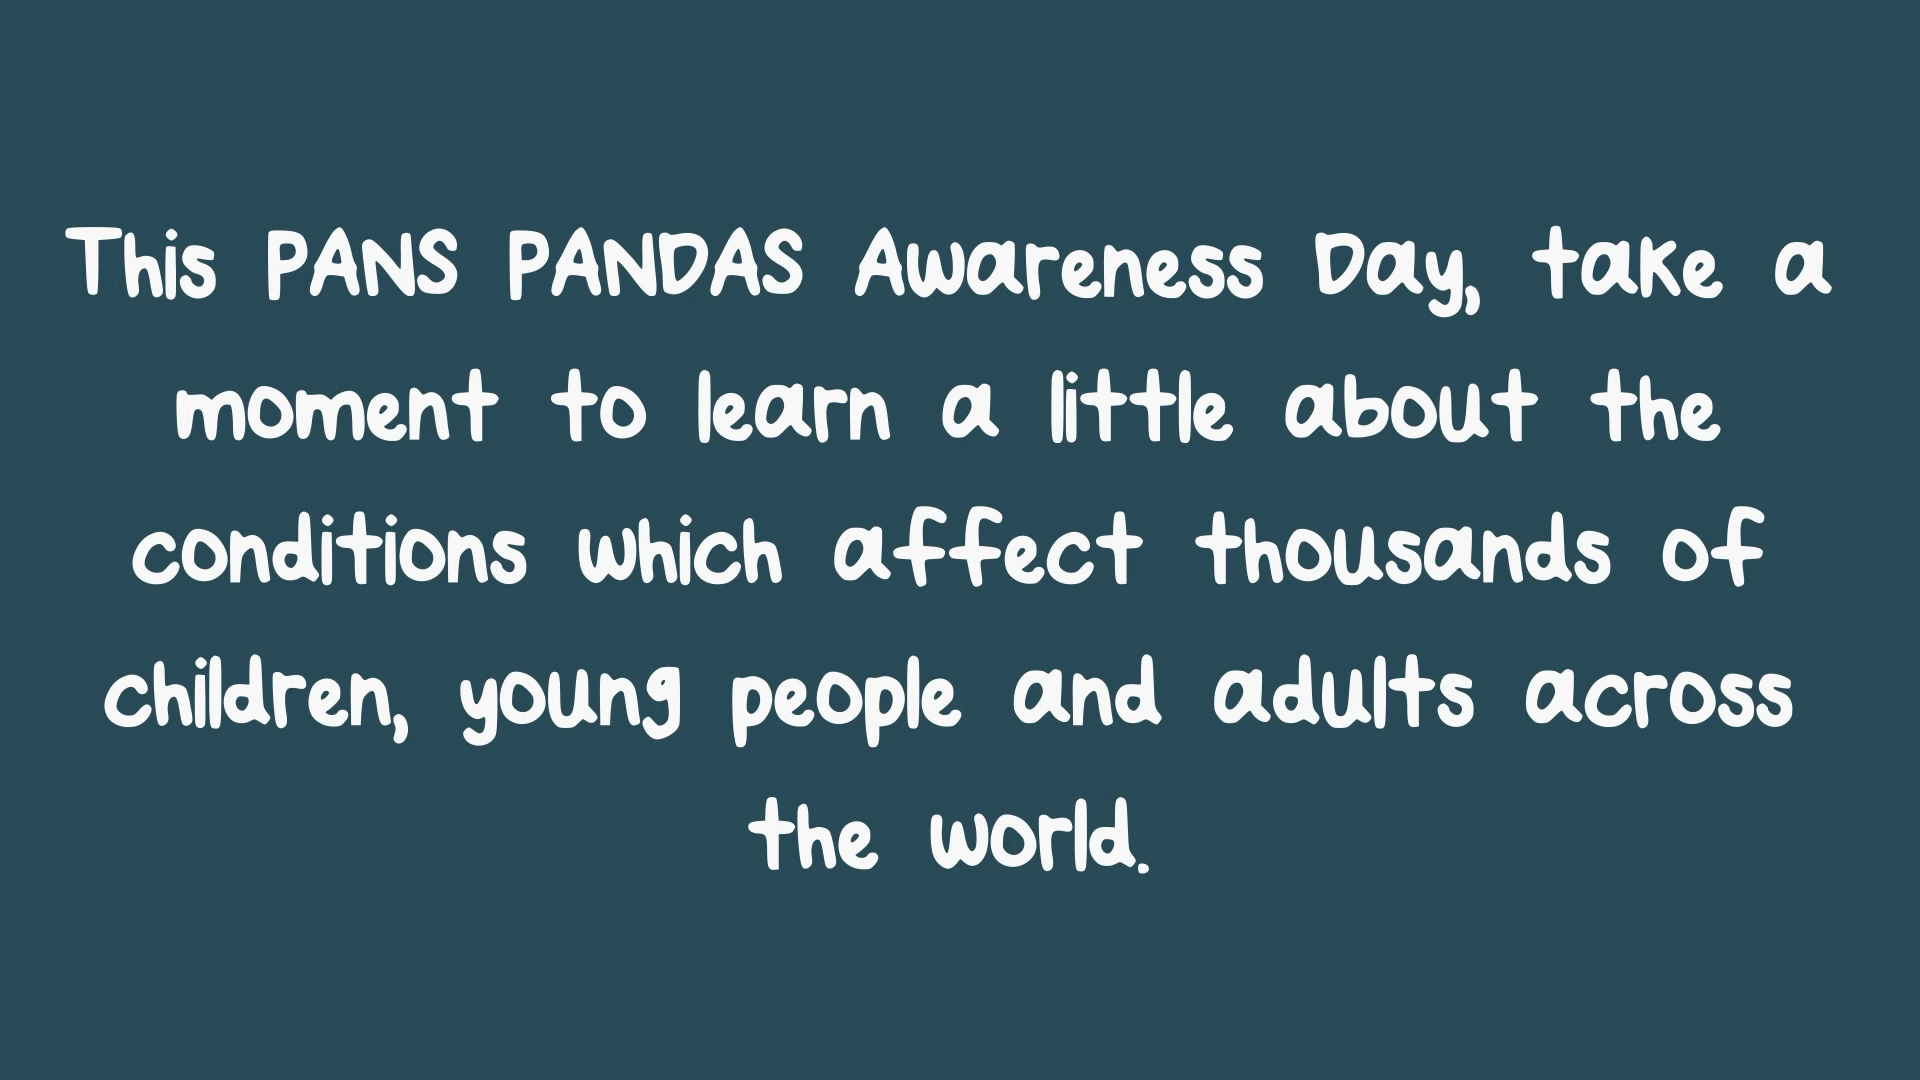 This PANS PANDAS Awareness Day, take a
moment to learn a little about the
conditions which affect thousands of
children, young people and adults across
the world.